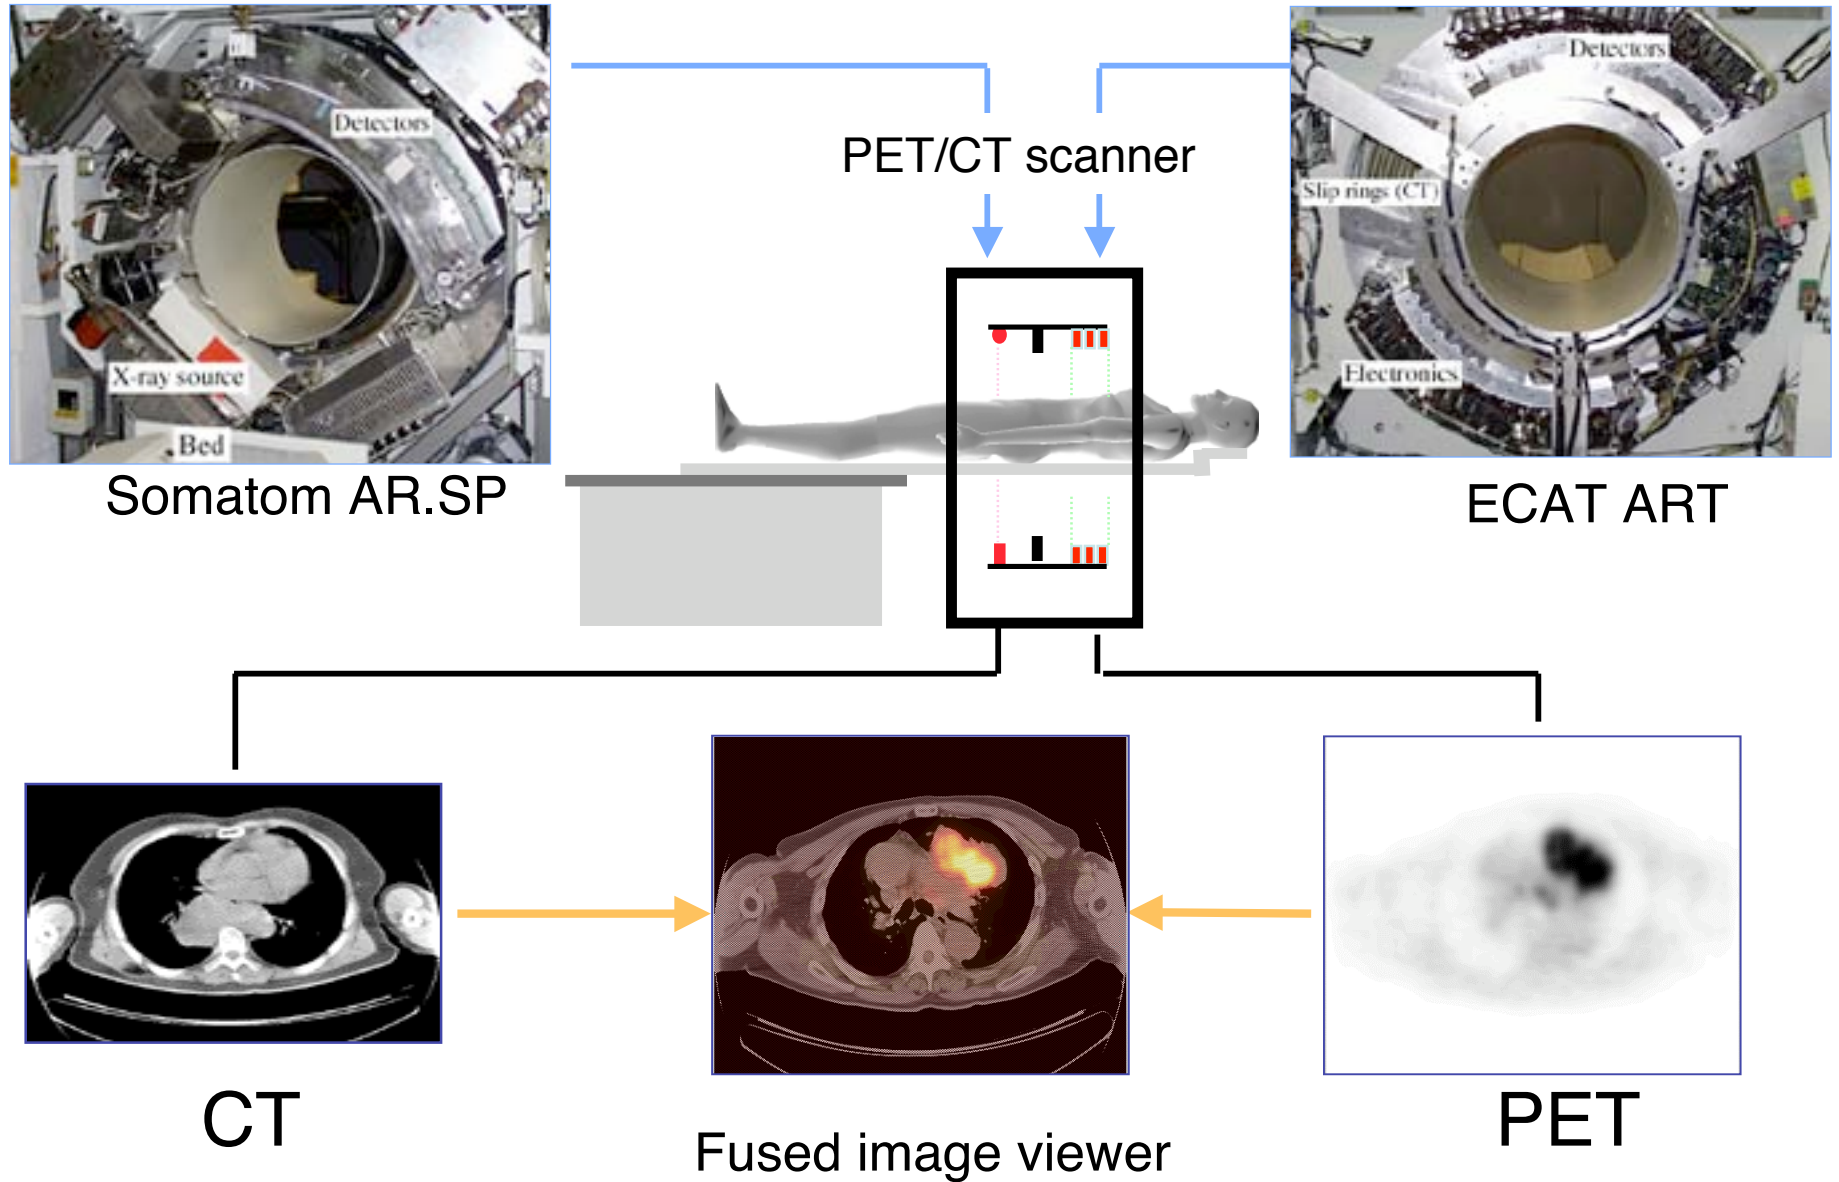 Detectors
X-ray source
Bed
Somatom AR.SP
PET/CT scanner
Detectors
Slip rings (CT)
Electronics
ECAT ART
CT
Fused image viewer
PET